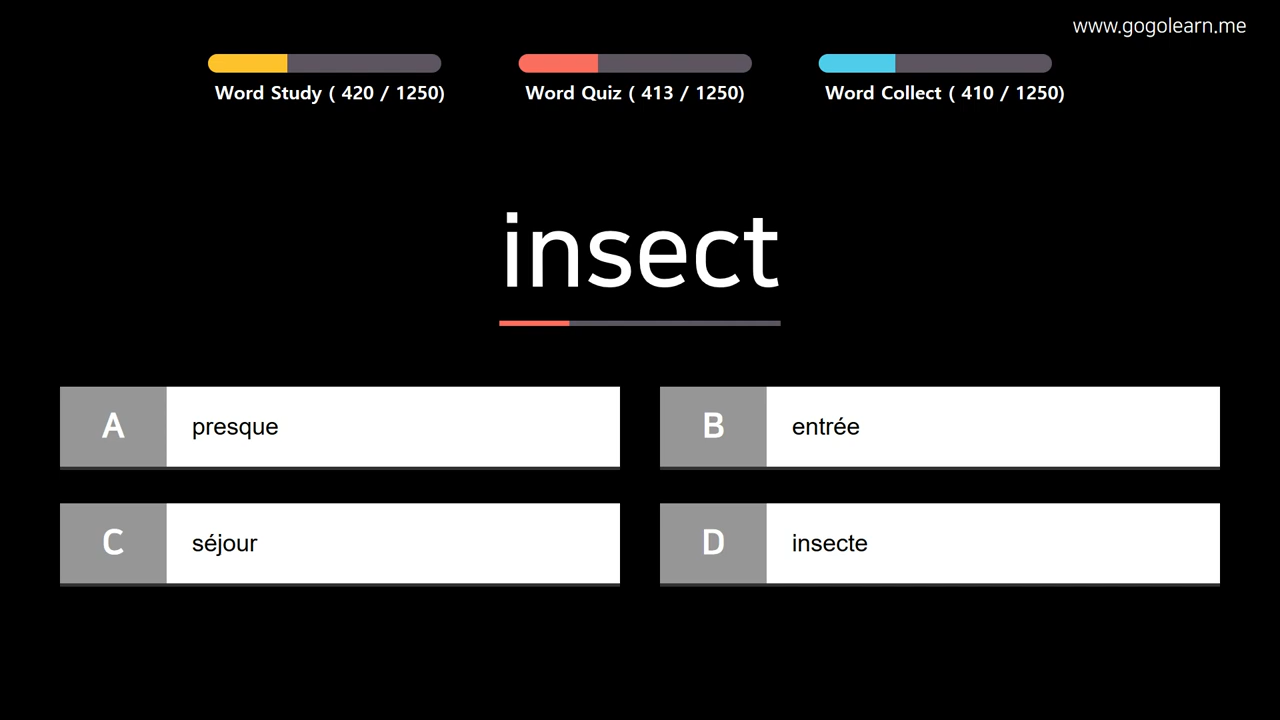 www.gogolearn.me
Word Study ( 420 / 1250)
Word Quiz ( 413 / 1250)
Word Collect ( 410 / 1250)
insect
A presque
B entrée
C séjour
D insecte